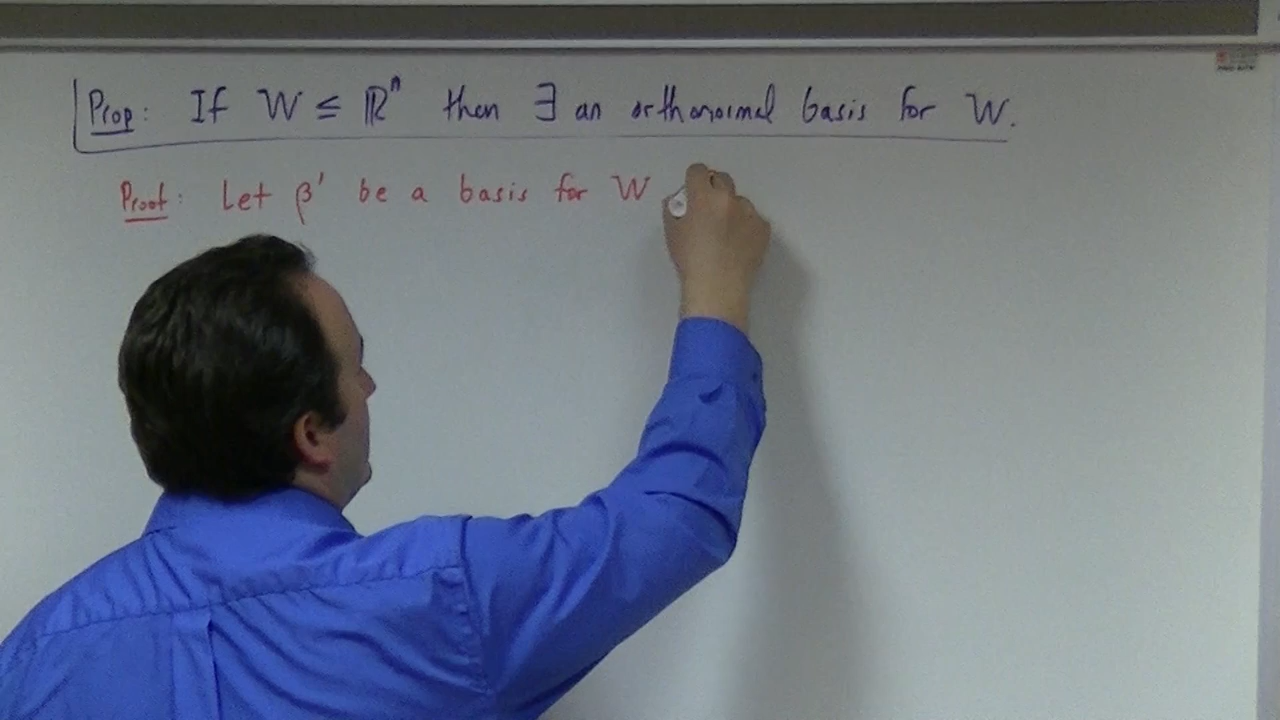 Prop: If W ≤ ℝⁿ then ∃ an orthonormal basis for W.
Proof: Let β' be a basis for W